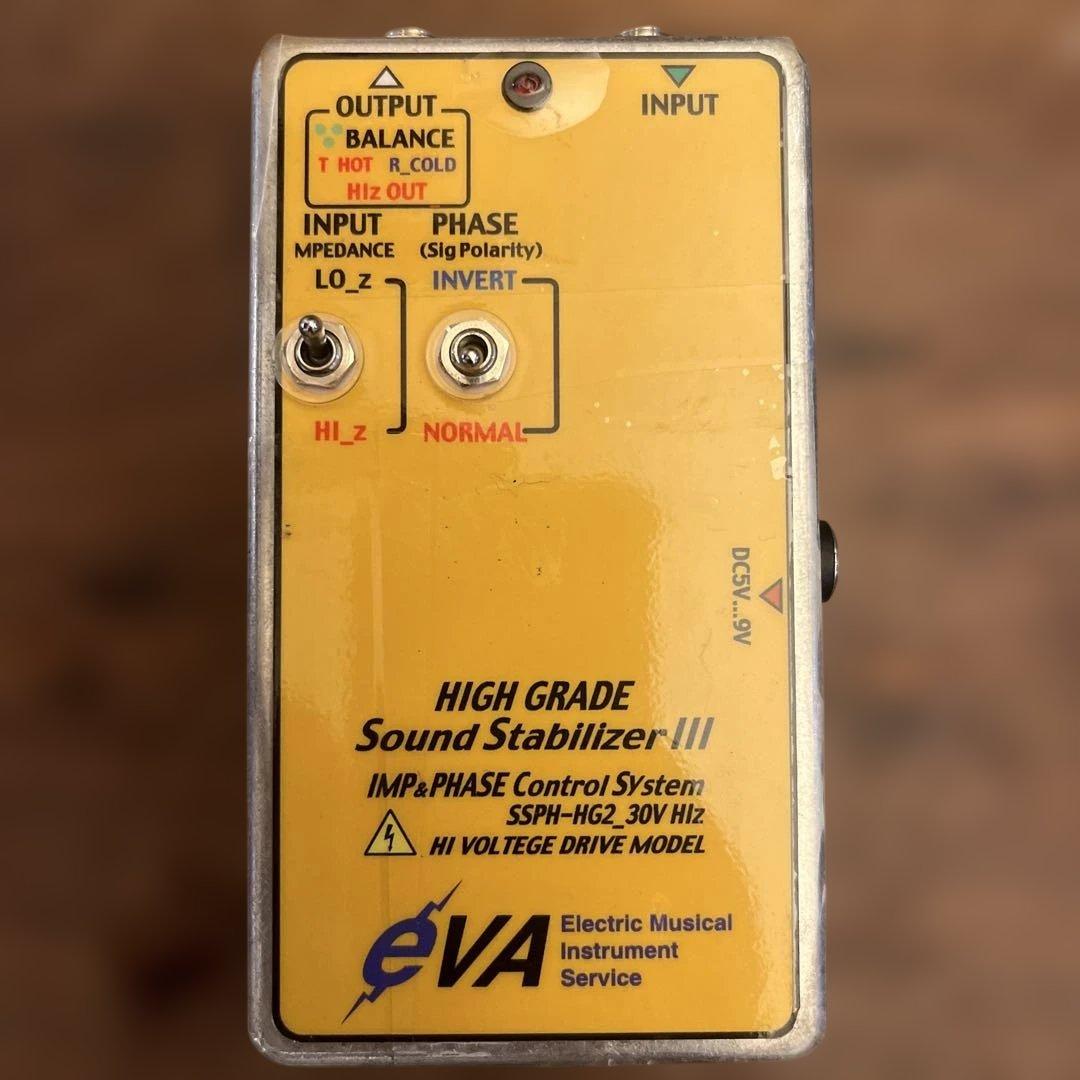 OUTPUT
INPUT
BALANCE
T HOT R_COLD
HIz OUT
INPUT PHASE
MPEDANCE (Sig Polarity)
LO_z INVERT
HI_z NORMAL
DC5V...9V
HIGH GRADE
Sound Stabilizer III
IMP&PHASE Control SYstem
SSPH-HG2_30V HIz
HI VOLTEGE DRIVE MODEL
eVA Electric Musical
Instrument
Service